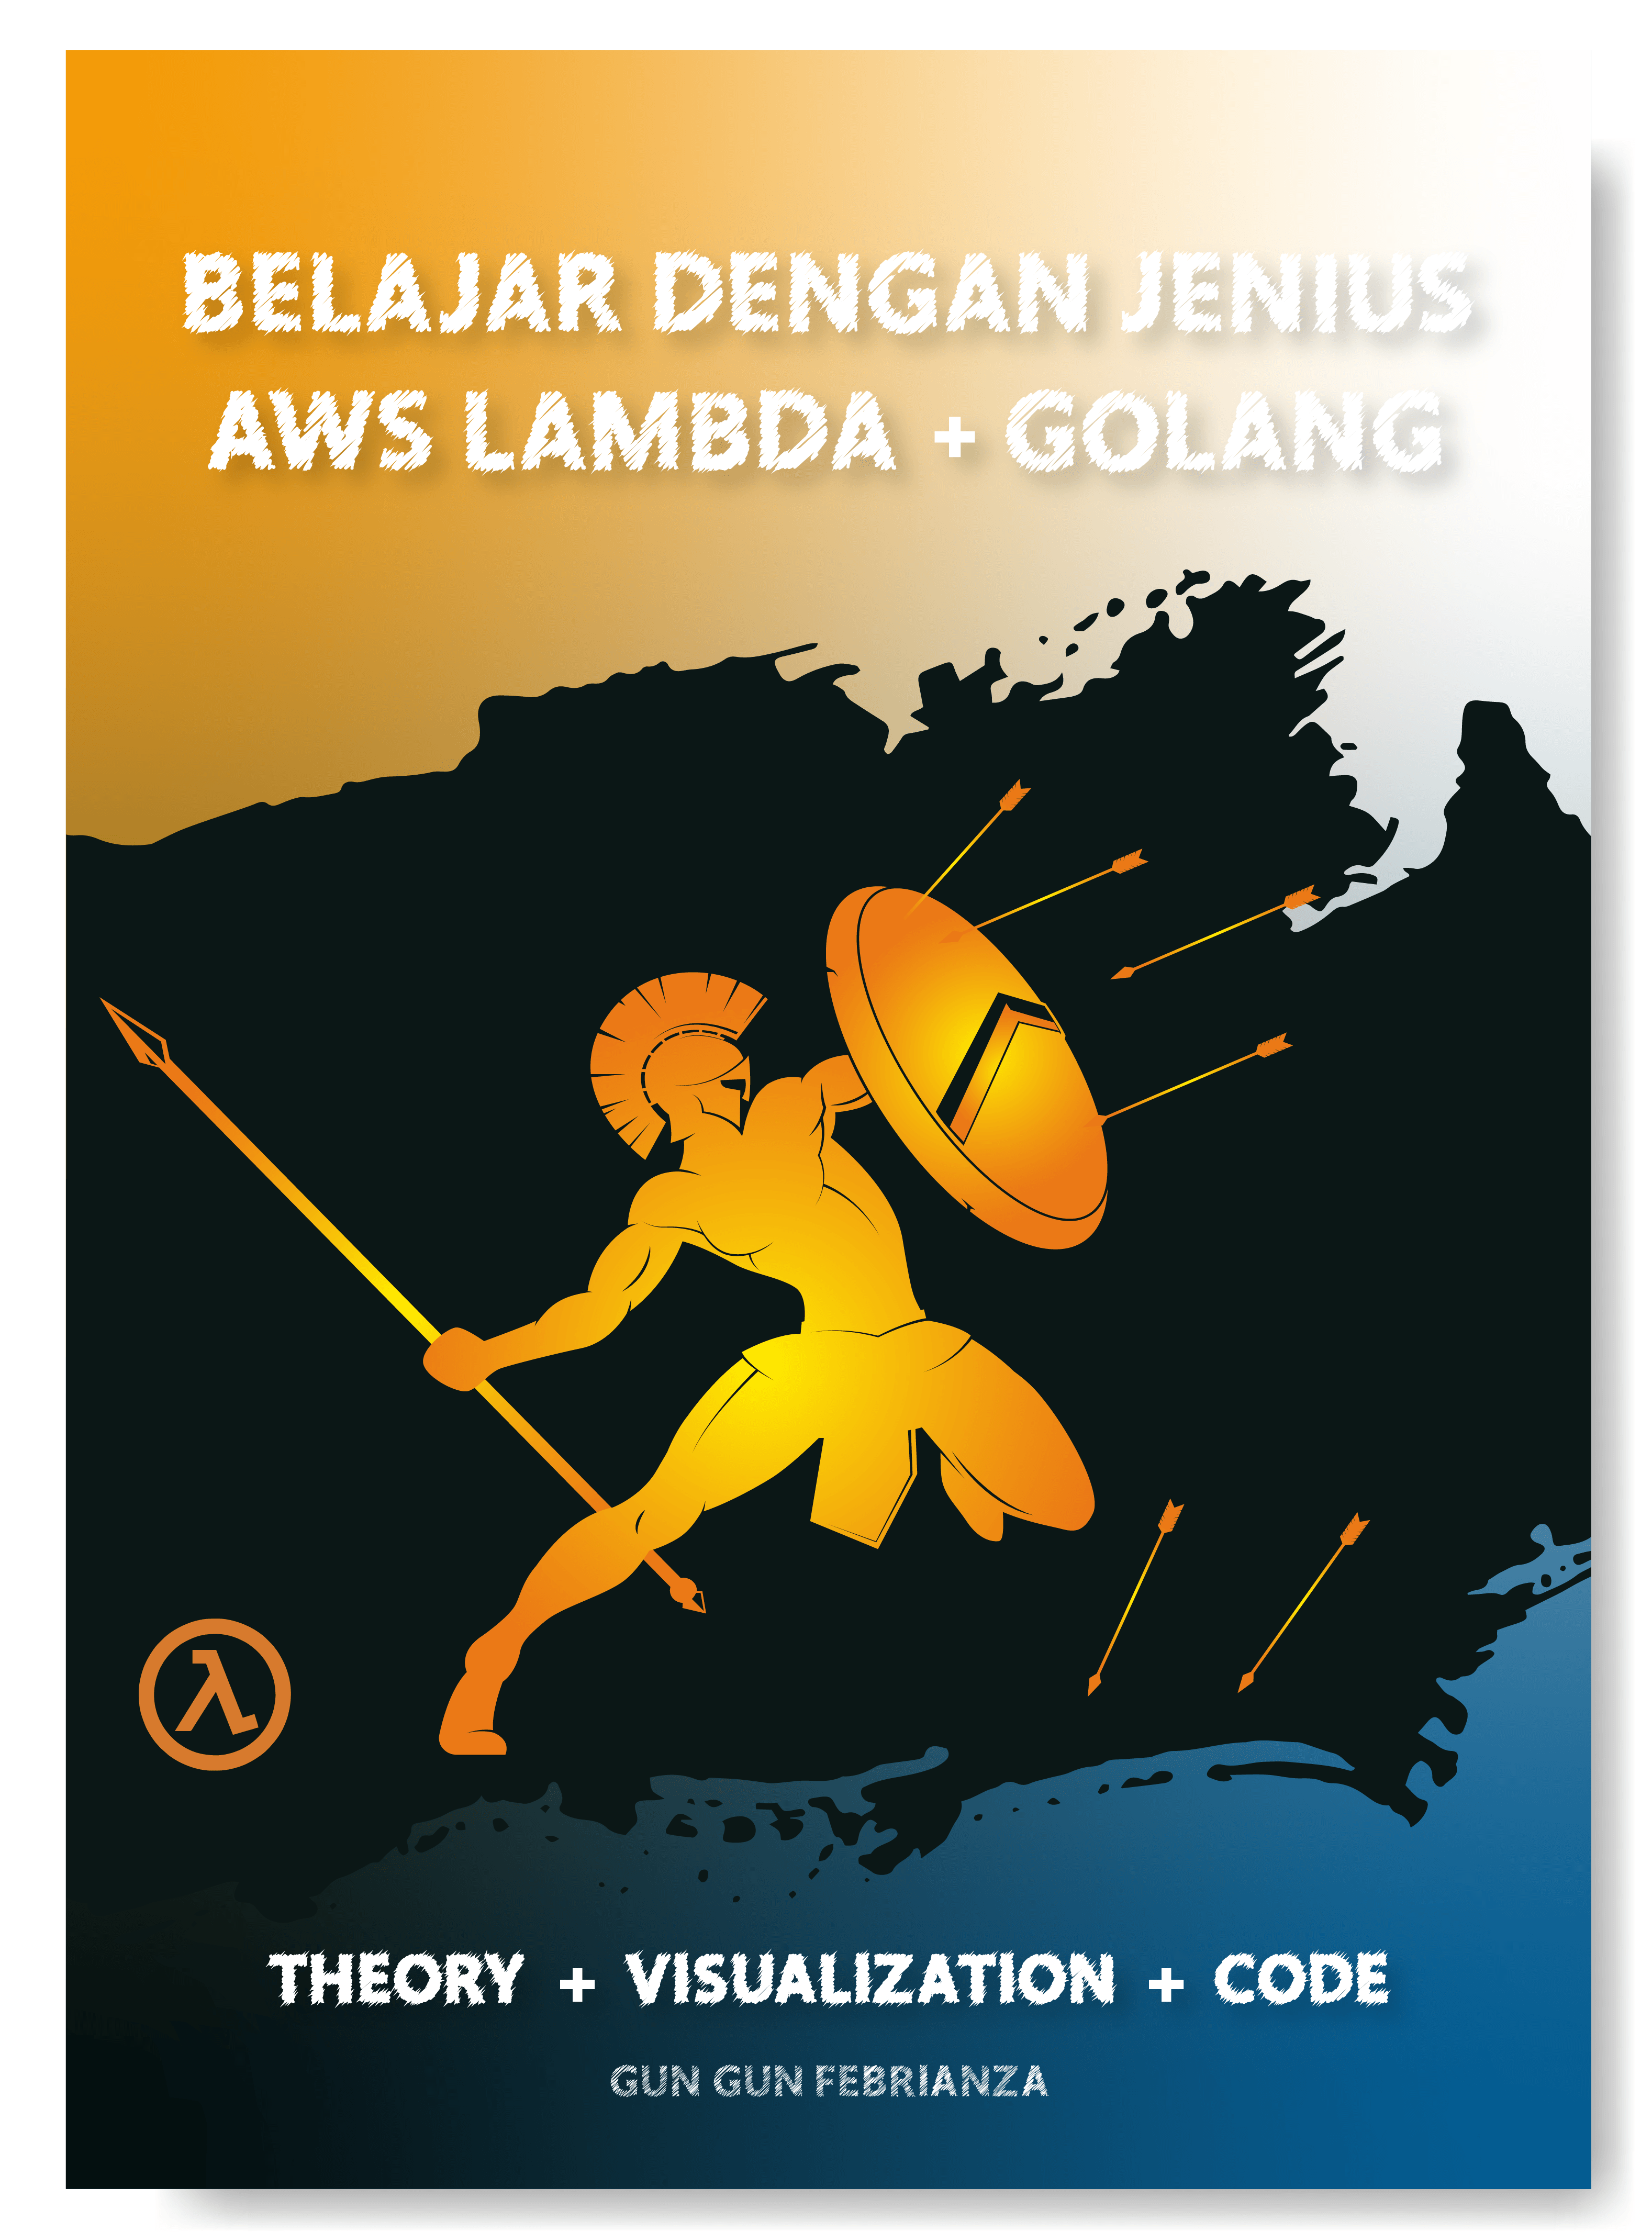 BELAJAR DENGAN JENIUS
AWS LAMBDA + GOLANG
λ
THEORY + VISUALIZATION + CODE
GUN GUN FEBRIANZA